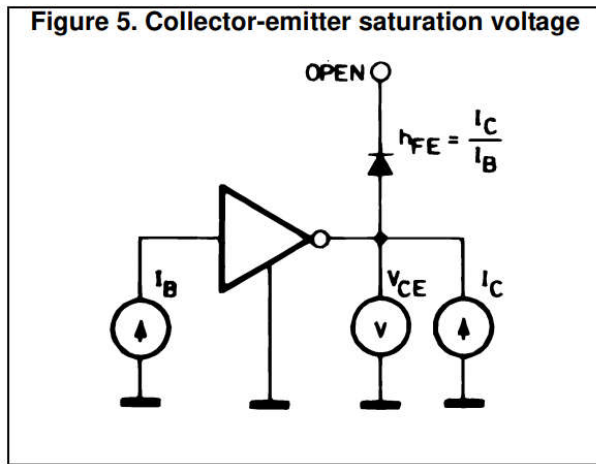 Figure 5. Collector-emitter saturation voltage
OPEN
hFE = IC
IB
IB
VCE
IC
V